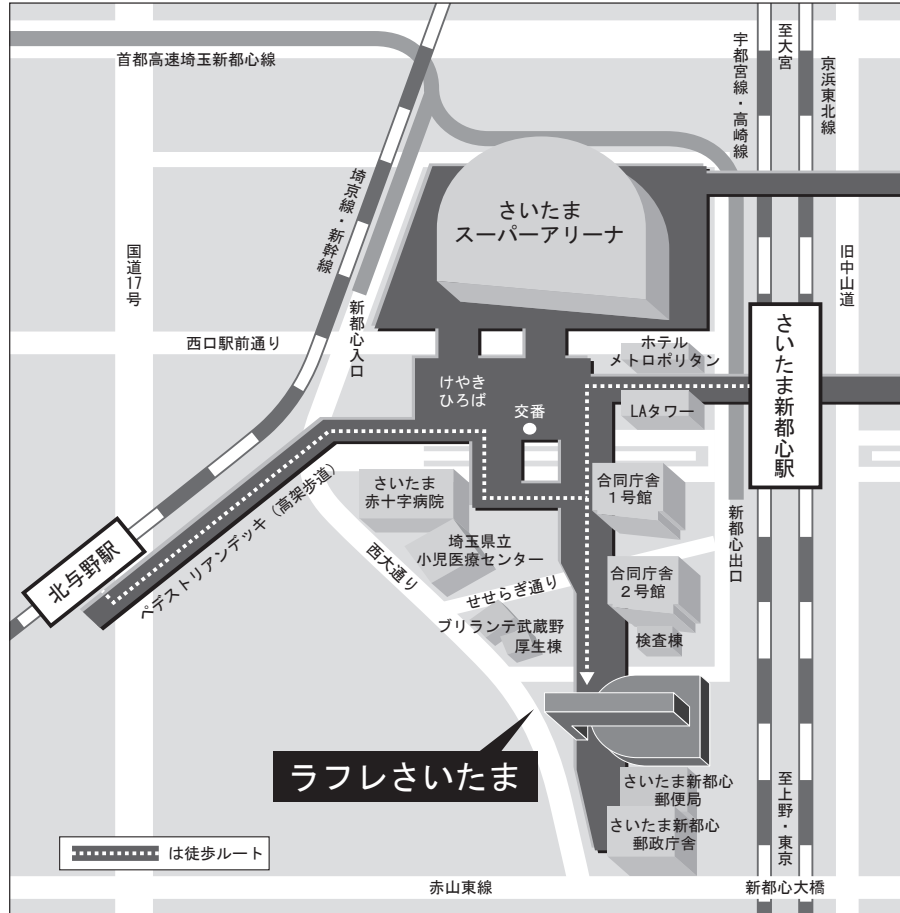 首都高速埼玉新都心線
宇都宮線・高崎線
至大宮
京浜東北線
埼京線・新幹線
さいたま
スーパーアリーナ
国道17号
旧中山道
新都心入口
西口駅前通り
ホテル
メトロポリタン
さいたま新都心駅
けやき
ひろば
交番
LAタワー
さいたま
赤十字病院
合同庁舎
1号館
ペデストリアンデッキ(高架歩道)
新都心出口
北与野駅
埼玉県立
小児医療センター
西大通り
せせらぎ通り
合同庁舎
2号館
ブリランテ武蔵野
厚生棟
検査棟
ラフレさいたま
さいたま新都心
郵便局
至上野・東京
さいたま新都心
郵政庁舎
は徒歩ルート
赤山東線
新都心大橋